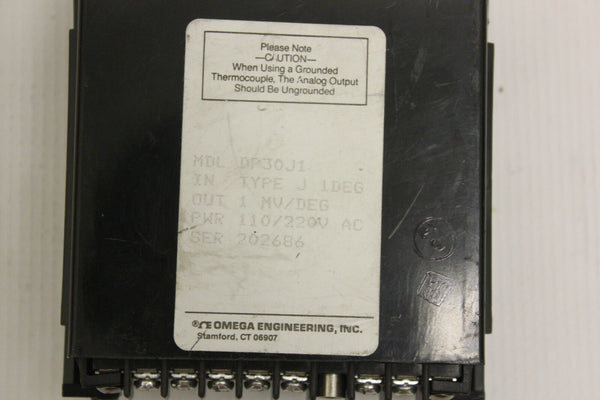 Please Note
—CAUTION—
When Using a Grounded
Thermocouple, The Analog Output
Should Be Ungrounded
MDL DP30J1
IN TYPE J 1DEG
OUT 1 MV/DEG
PWR 110/220V AC
SER 202686
®ΩE OMEGA ENGINEERING, INC.
Stamford, CT 06907